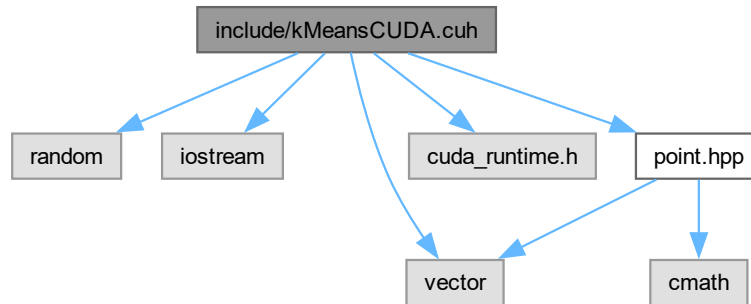 include/kMeansCUDA.cuh
random
iostream
cuda_runtime.h
point.hpp
vector
cmath